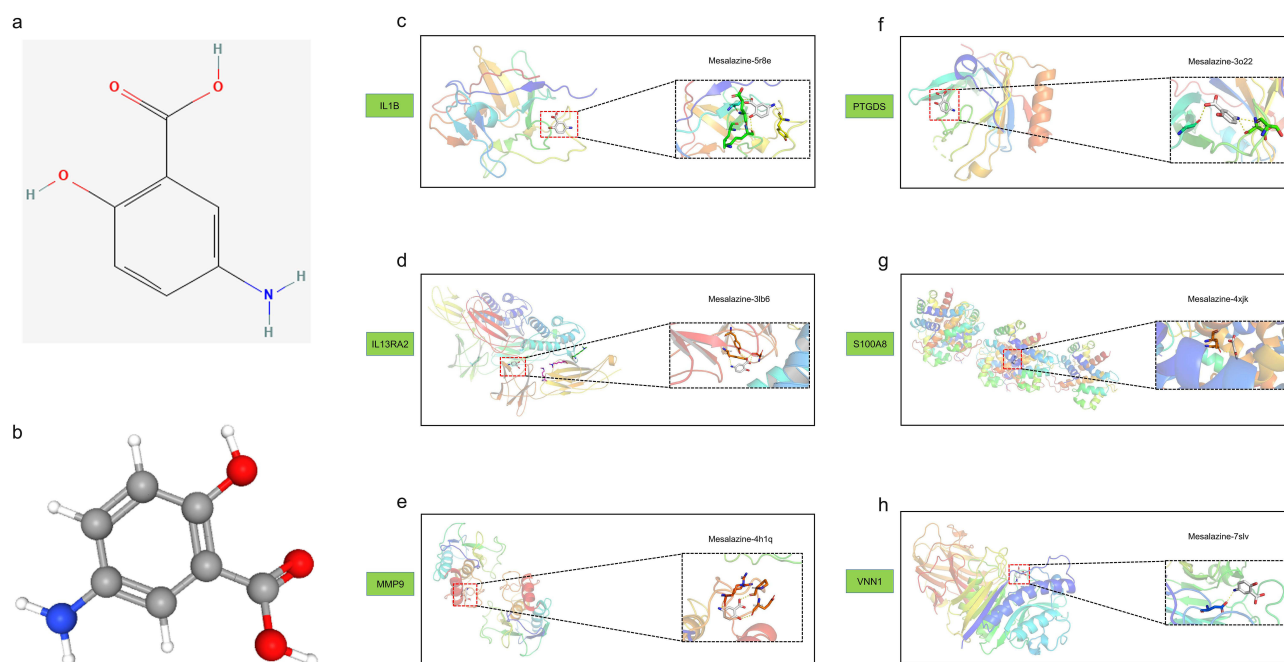 a
H
O
O
O
H
N
H
H
b
c
Mesalazine-5r8e
IL1B
d
Mesalazine-3lb6
IL13RA2
e
Mesalazine-4h1q
MMP9
f
Mesalazine-3o22
PTGDS
g
Mesalazine-4xjk
S100A8
h
Mesalazine-7slv
VNN1